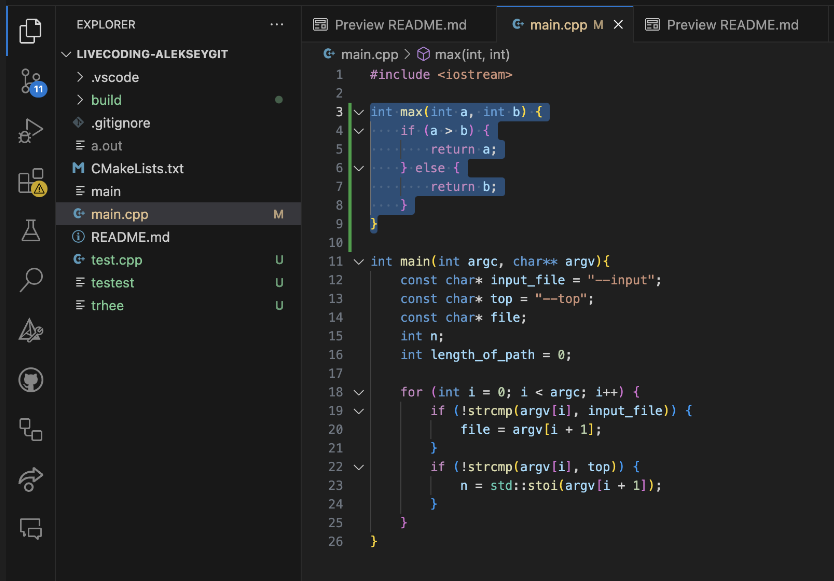 EXPLORER
...
LIVECODING-ALEKSEYGIT
.vscode
build
.gitignore
a.out
CMakeLists.txt
main
main.cpp M
README.md
test.cpp U
testest U
trhee U
11
Preview README.md
main.cpp M
Preview README.md
main.cpp > max(int, int)
1 #include <iostream>
2
3 int max(int a, int b) {
4     if (a > b) {
5         return a;
6     } else {
7         return b;
8     }
9 }
10
11 int main(int argc, char** argv){
12     const char* input_file = "--input";
13     const char* top = "--top";
14     const char* file;
15     int n;
16     int length_of_path = 0;
17
18     for (int i = 0; i < argc; i++) {
19         if (!strcmp(argv[i], input_file)) {
20             file = argv[i + 1];
21         }
22         if (!strcmp(argv[i], top)) {
23             n = std::stoi(argv[i + 1]);
24         }
25     }
26 }